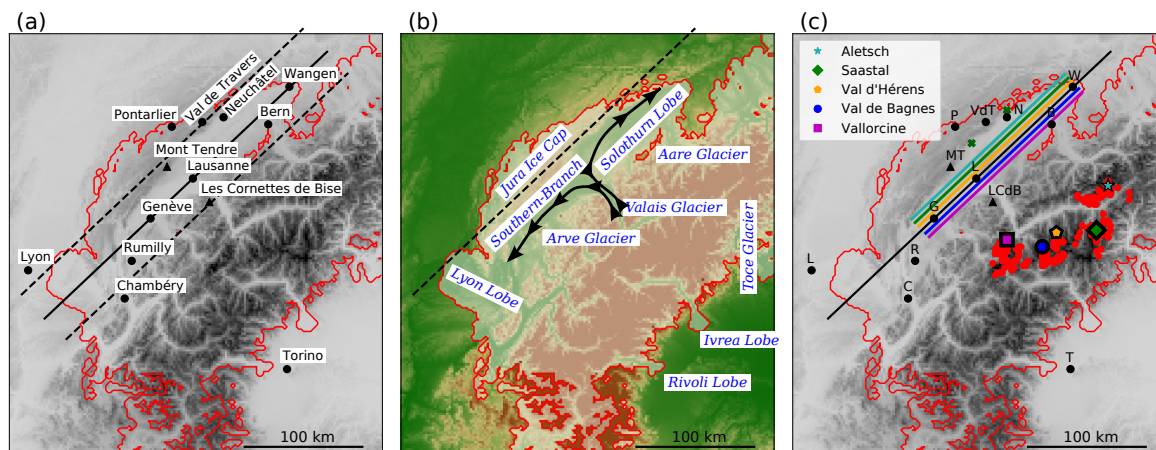 (a)
Wangen
Val de Travers
Neuchâtel
Pontarlier
Bern
Mont Tendre
Lausanne
Les Cornettes de Bise
Genève
Rumilly
Lyon
Chambéry
Torino
100 km
(b)
Jura Ice Cap
Solothurn Lobe
Aare Glacier
Southern-Branch
Valais Glacier
Arve Glacier
Toce Glacier
Lyon Lobe
Ivrea Lobe
Rivoli Lobe
100 km
(c)
Aletsch
Saastal
Val d'Hérens
Val de Bagnes
Vallorcine
W
VdT
N
P
B
MT
L
LCdB
G
R
L
C
T
100 km